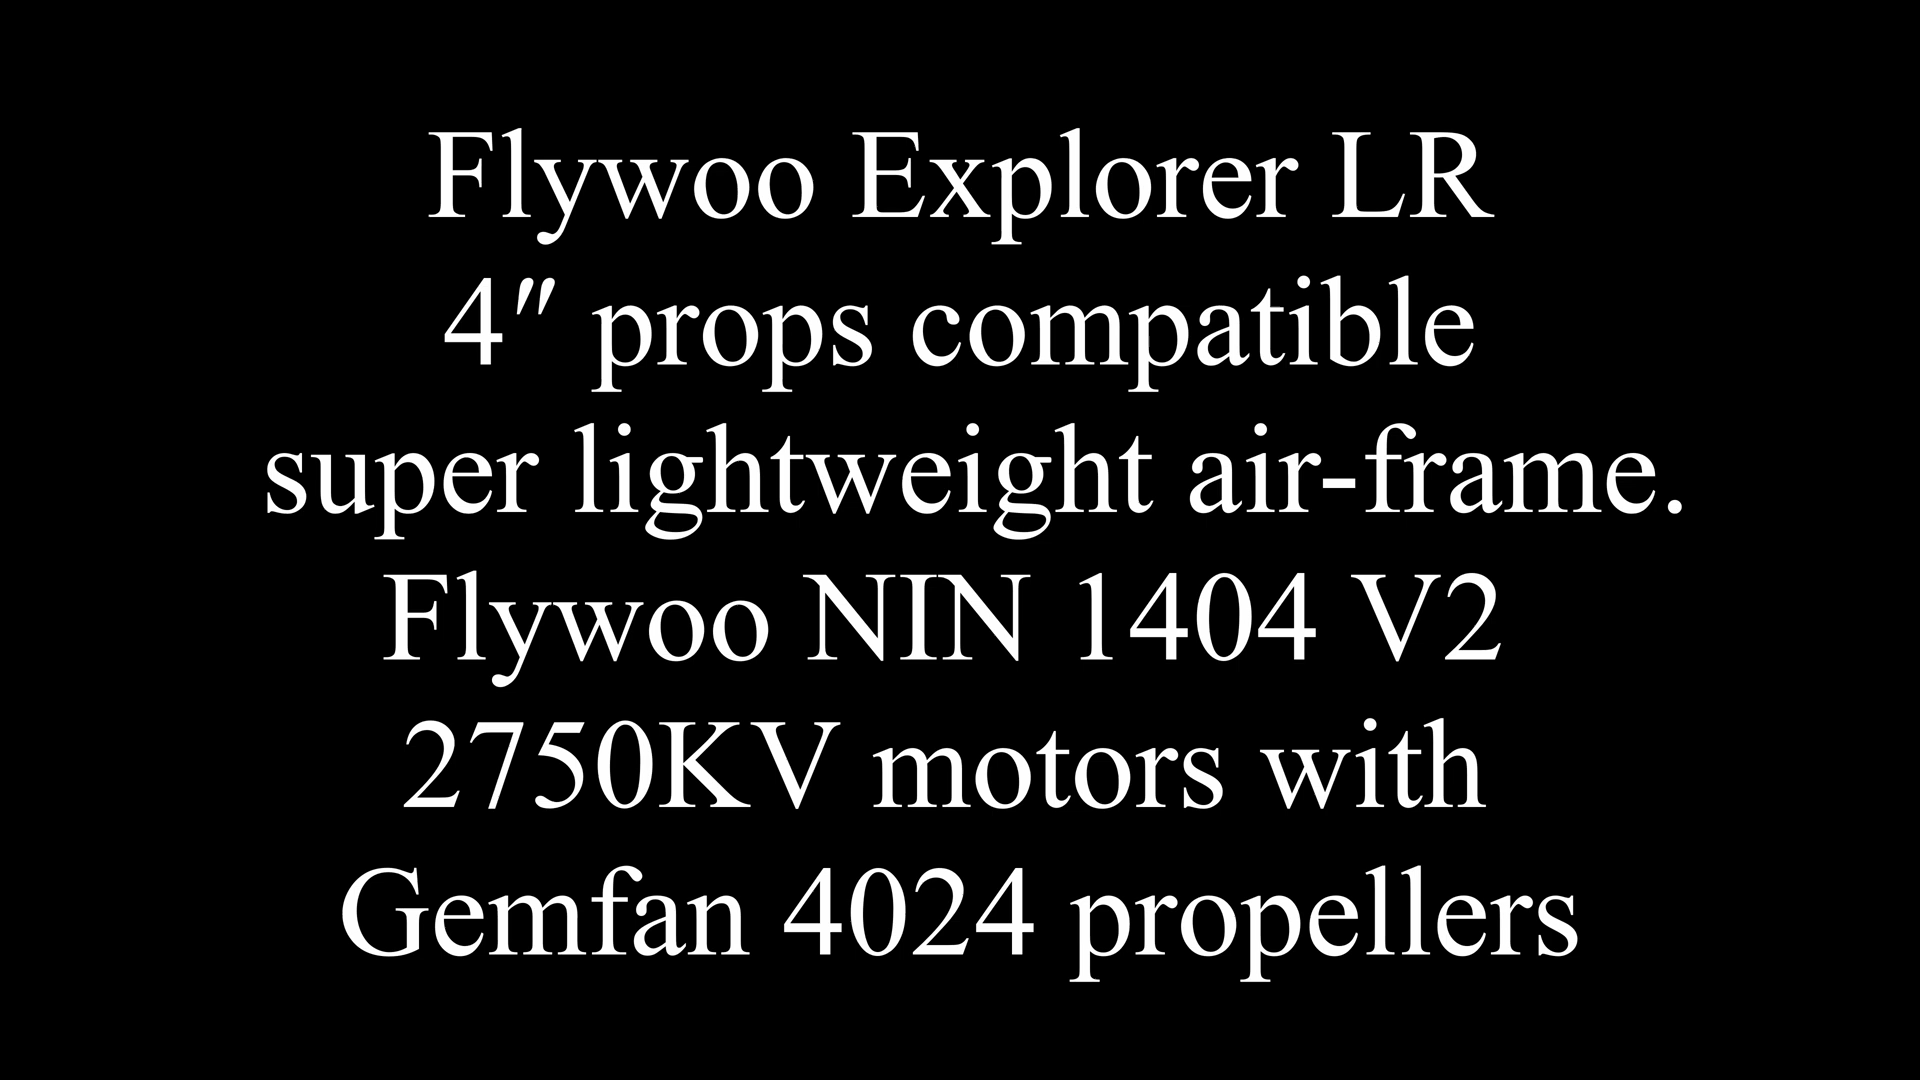 Flywoo Explorer LR
4″ props compatible
super lightweight air-frame.
Flywoo NIN 1404 V2
2750KV motors with
Gemfan 4024 propellers